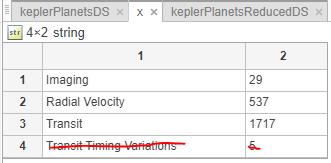 keplerPlanetsDS × x × keplerPlanetsReducedDS ×
str 4×2 string
1 2
1 Imaging 29
2 Radial Velocity 537
3 Transit 1717
4 Transit Timing Variations 5